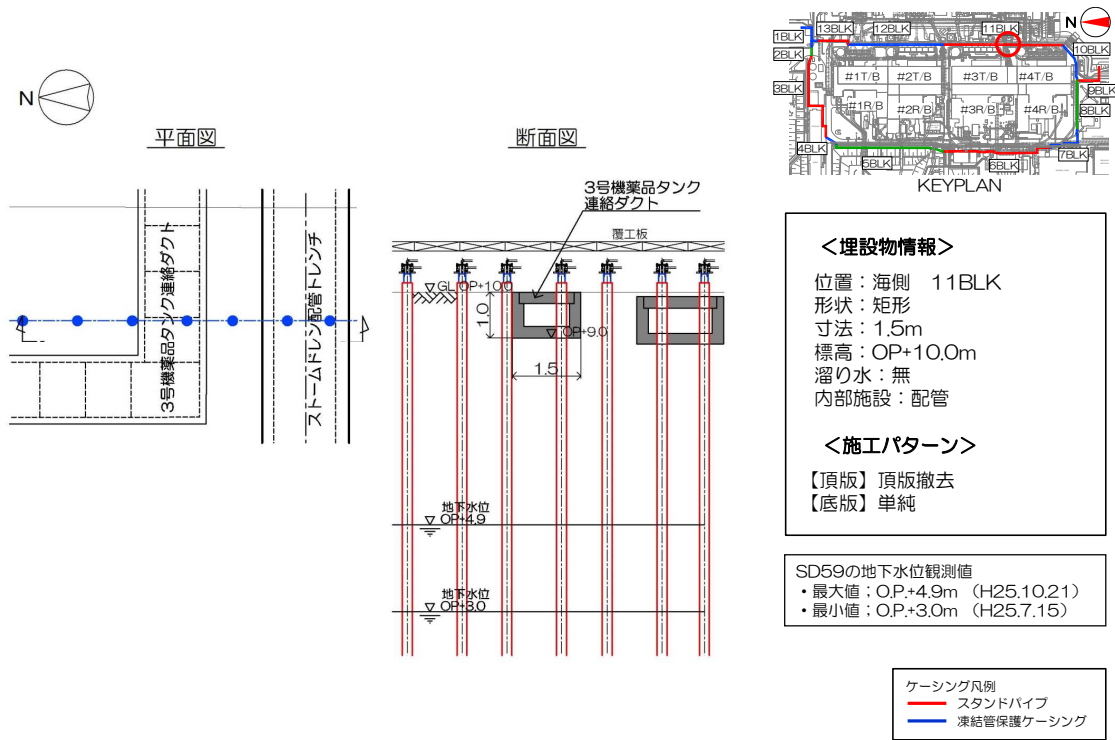 N
平面図
3号機薬品タンク連絡ダクト
ストームドレン配管トレンチ
断面図
3号機薬品タンク
連絡ダクト
覆工板
GL OP+10.0
1.0
OP+9.0
1.5
地下水位
OP+4.9
地下水位
OP+3.0
N
1BLK
13BLK
12BLK
11BLK
10BLK
2BLK
3BLK
#1T/B
#2T/B
#3T/B
#4T/B
9BLK
8BLK
#1R/B
#2R/B
#3R/B
#4R/B
4BLK
5BLK
6BLK
7BLK
KEYPLAN
＜埋設物情報＞
位置：海側　11BLK
形状：矩形
寸法：1.5m
標高：OP+10.0m
溜り水：無
内部施設：配管
＜施工パターン＞
【頂版】頂版撤去
【底版】単純
SD59の地下水位観測値
・最大値；O.P.+4.9m （H25.10.21）
・最小値；O.P.+3.0m （H25.7.15）
ケーシング凡例
スタンドパイプ
凍結管保護ケーシング